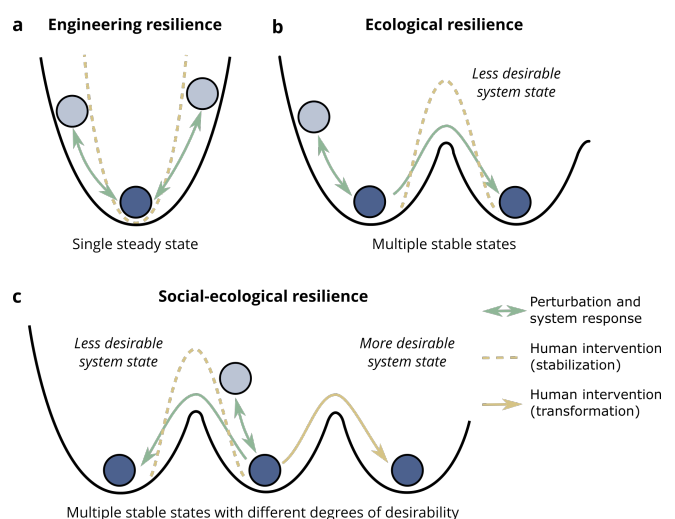 a
Engineering resilience
b
Ecological resilience
Less desirable
system state
Single steady state
Multiple stable states
c
Social-ecological resilience
Less desirable
system state
More desirable
system state
Perturbation and
system response
Human intervention
(stabilization)
Human intervention
(transformation)
Multiple stable states with different degrees of desirability